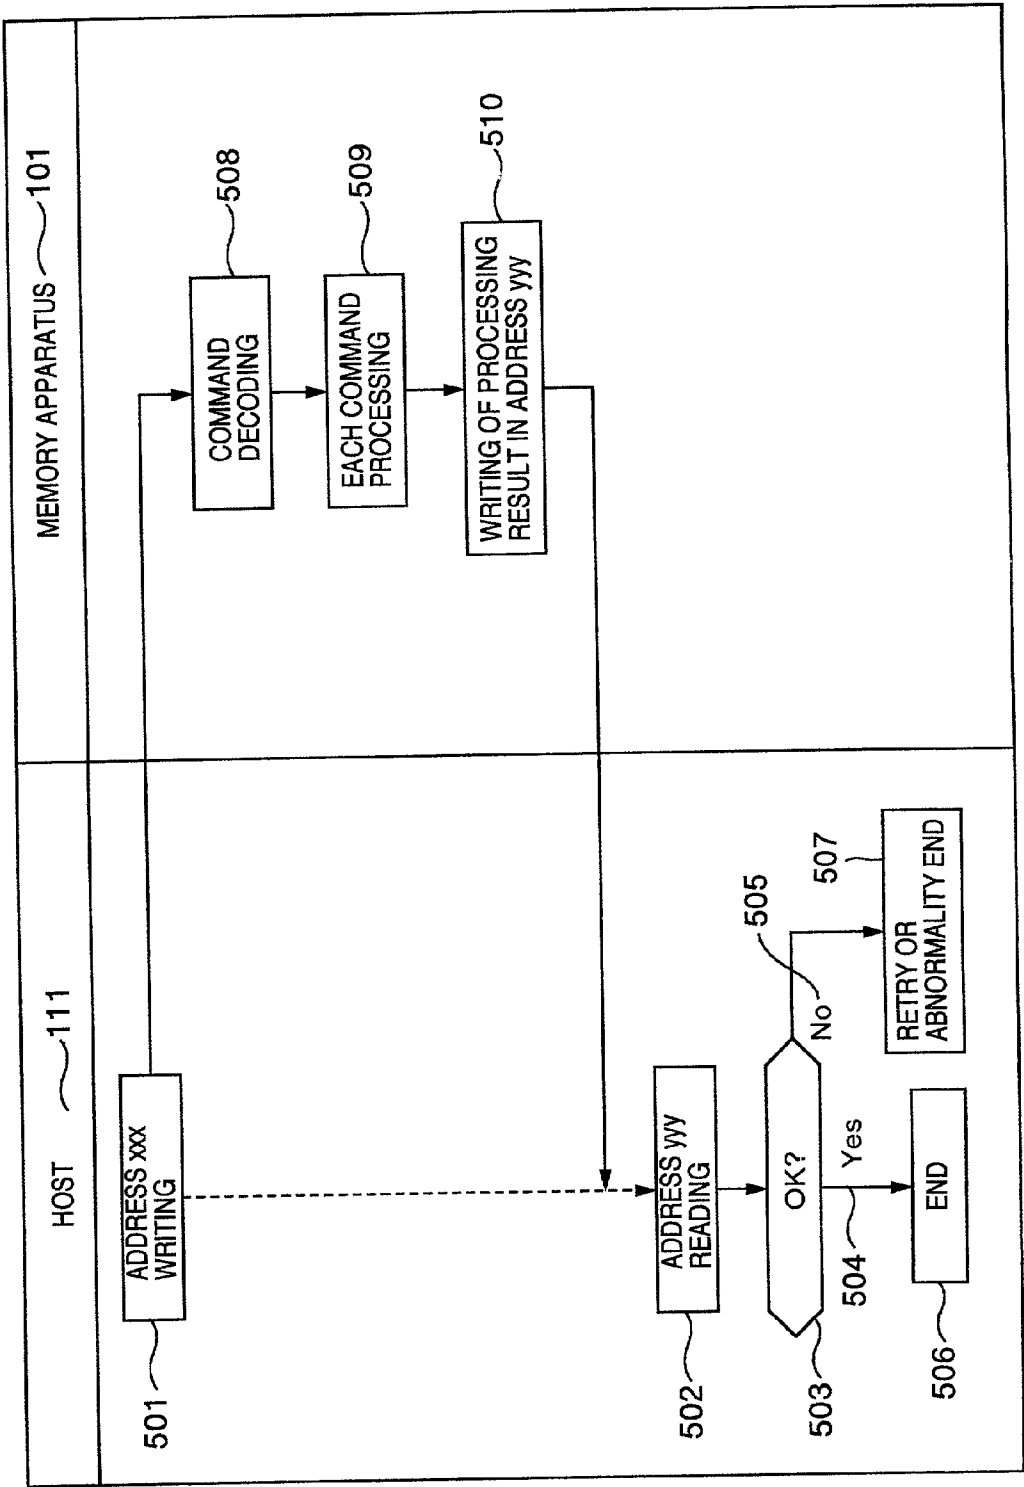 HOST 111
MEMORY APPARATUS 101
501
ADDRESS xxx
WRITING
COMMAND
DECODING
508
EACH COMMAND
PROCESSING
509
WRITING OF PROCESSING
RESULT IN ADDRESS yyy
510
502
ADDRESS yyy
READING
503
OK?
No
505
504
Yes
506
END
RETRY OR
ABNORMALITY END
507